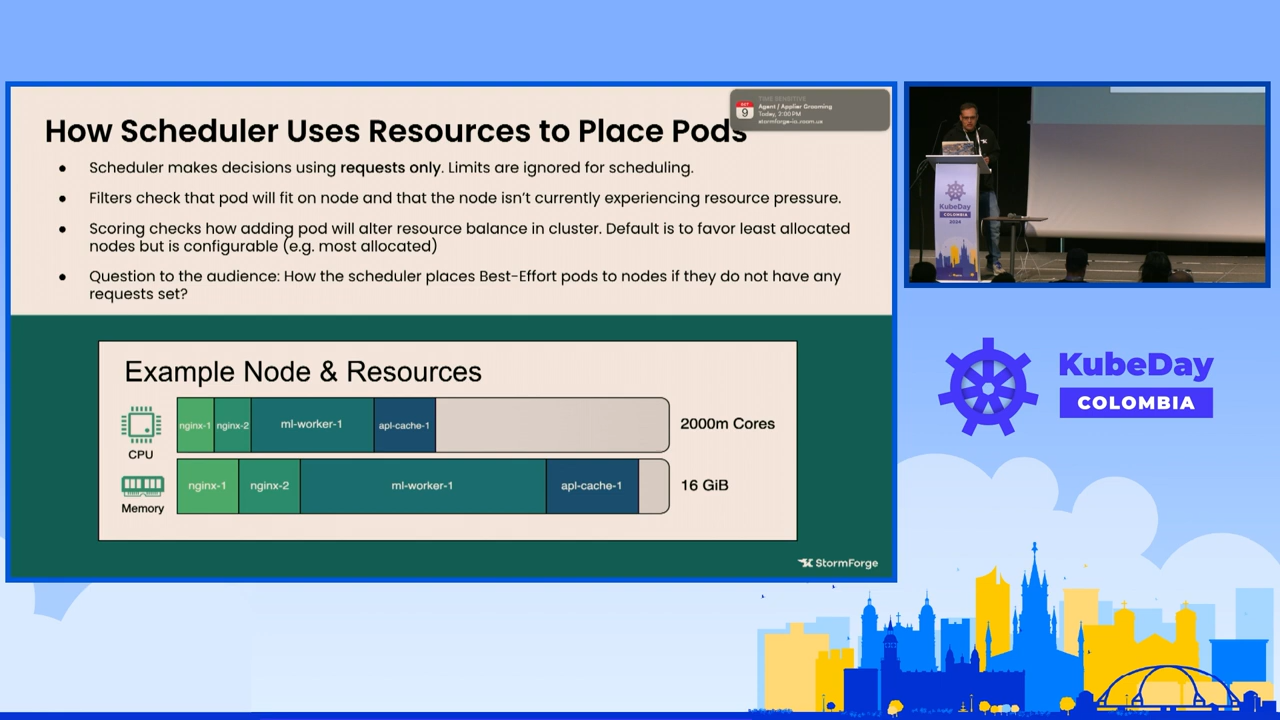 How Scheduler Uses Resources to Place Pods
OCT
9
TIME SENSITIVE
Agent / Applier Grooming
Today, 2:00 PM
stormforge-io.zoom.us
● Scheduler makes decisions using requests only. Limits are ignored for scheduling.
● Filters check that pod will fit on node and that the node isn't currently experiencing resource pressure.
● Scoring checks how adding pod will alter resource balance in cluster. Default is to favor least allocated
nodes but is configurable (e.g. most allocated)
● Question to the audience: How the scheduler places Best-Effort pods to nodes if they do not have any
requests set?
Example Node & Resources
CPU
nginx-1
nginx-2
ml-worker-1
apl-cache-1
2000m Cores
Memory
nginx-1
nginx-2
ml-worker-1
apl-cache-1
16 GiB
StormForge
KubeDay
COLOMBIA
2024
KubeDay
COLOMBIA